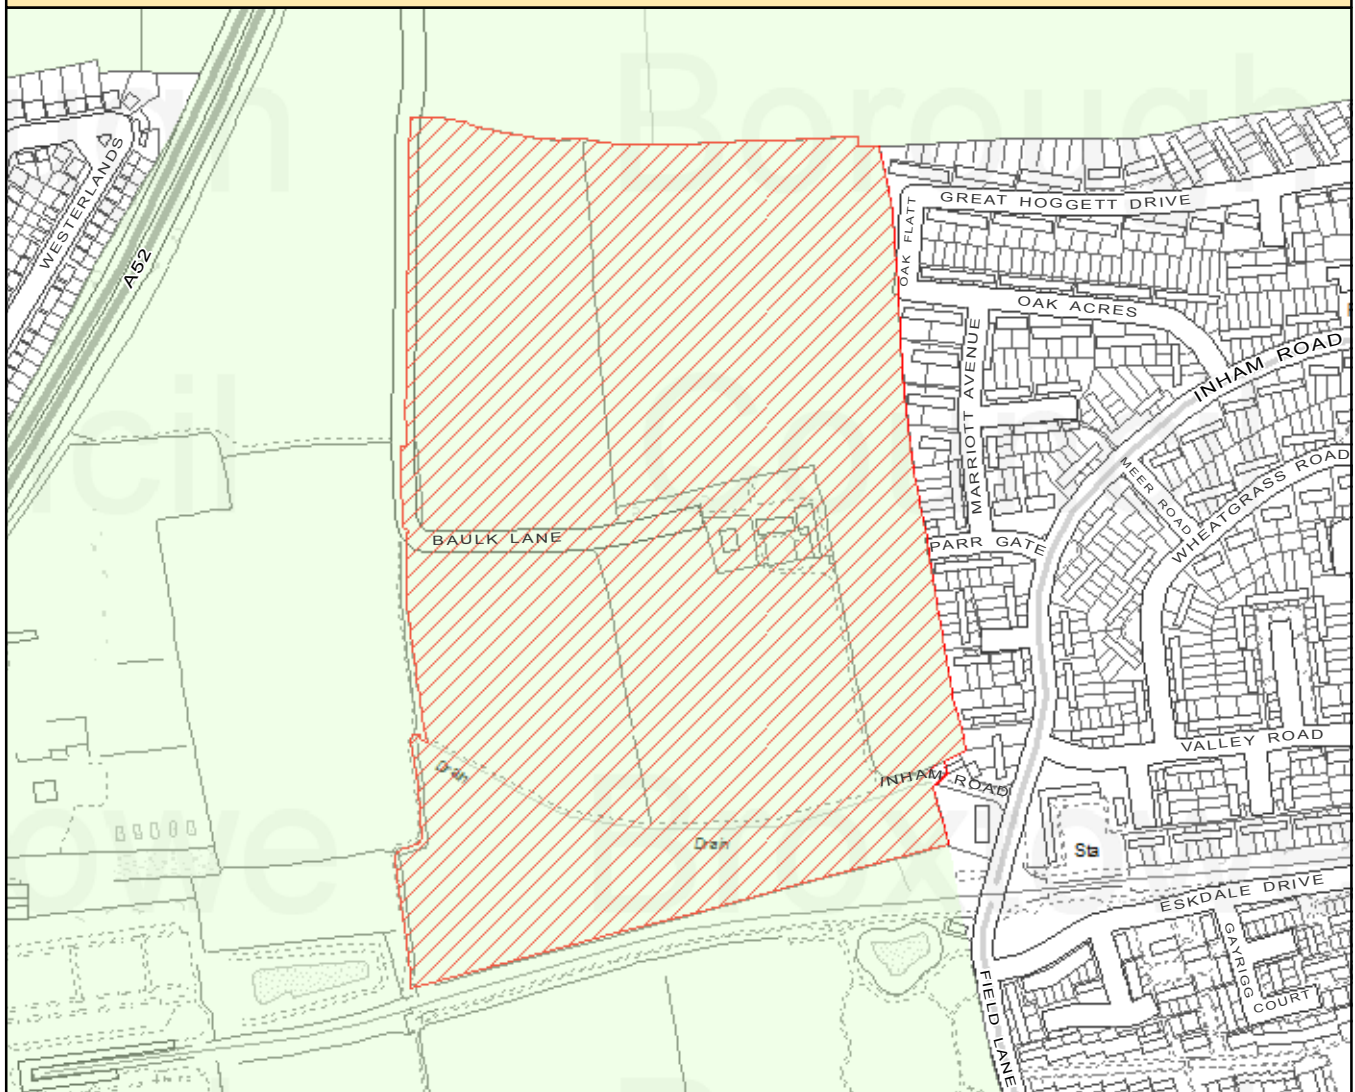 Borough
WESTERLANDS
A52
GREAT HOGGETT DRIVE
OAK FLATT
OAK ACRES
MARRIOTT AVENUE
INHAM ROAD
MEER ROAD
WHEATGRASS ROAD
BAULK LANE
PARR GATE
VALLEY ROAD
Drain
INHAM ROAD
Drain
Sta
ESKDALE DRIVE
GAYRIGG
COURT
FIELD LANE